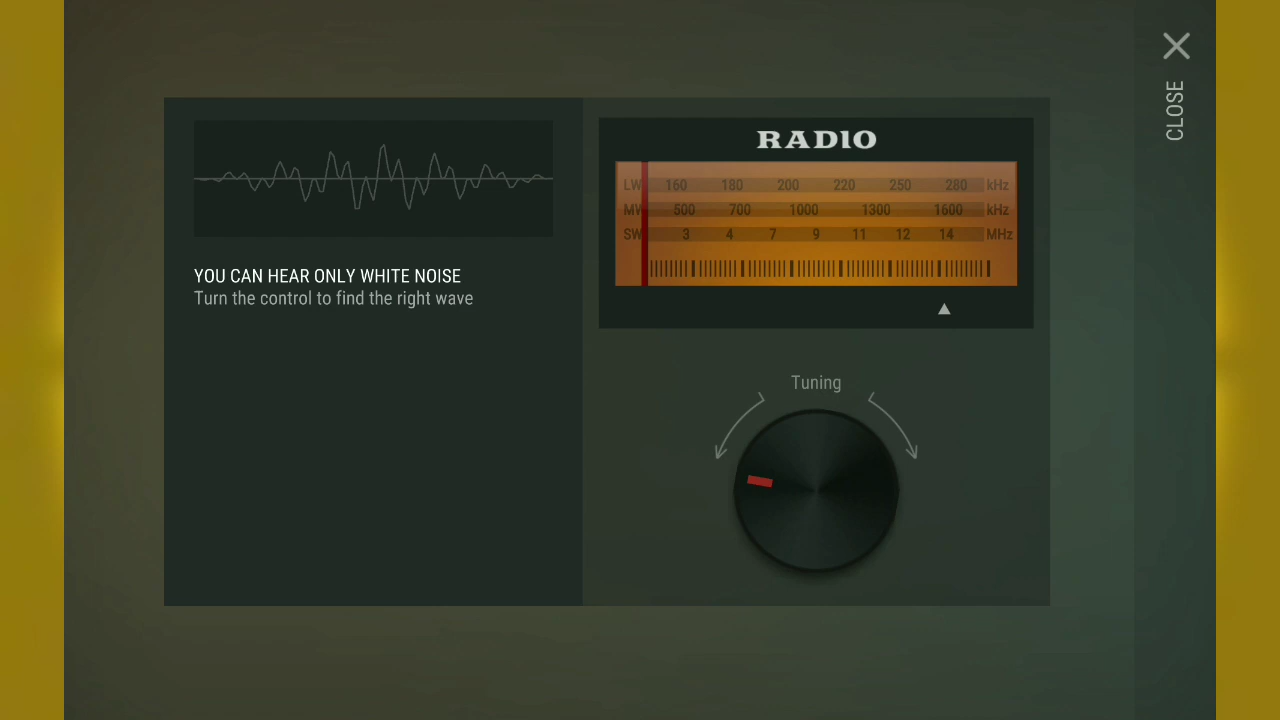 CLOSE
RADIO
LW 160 180 200 220 250 280 kHz
MW 500 700 1000 1300 1600 kHz
SW 3 4 7 9 11 12 14 MHz
YOU CAN HEAR ONLY WHITE NOISE
Turn the control to find the right wave
Tuning